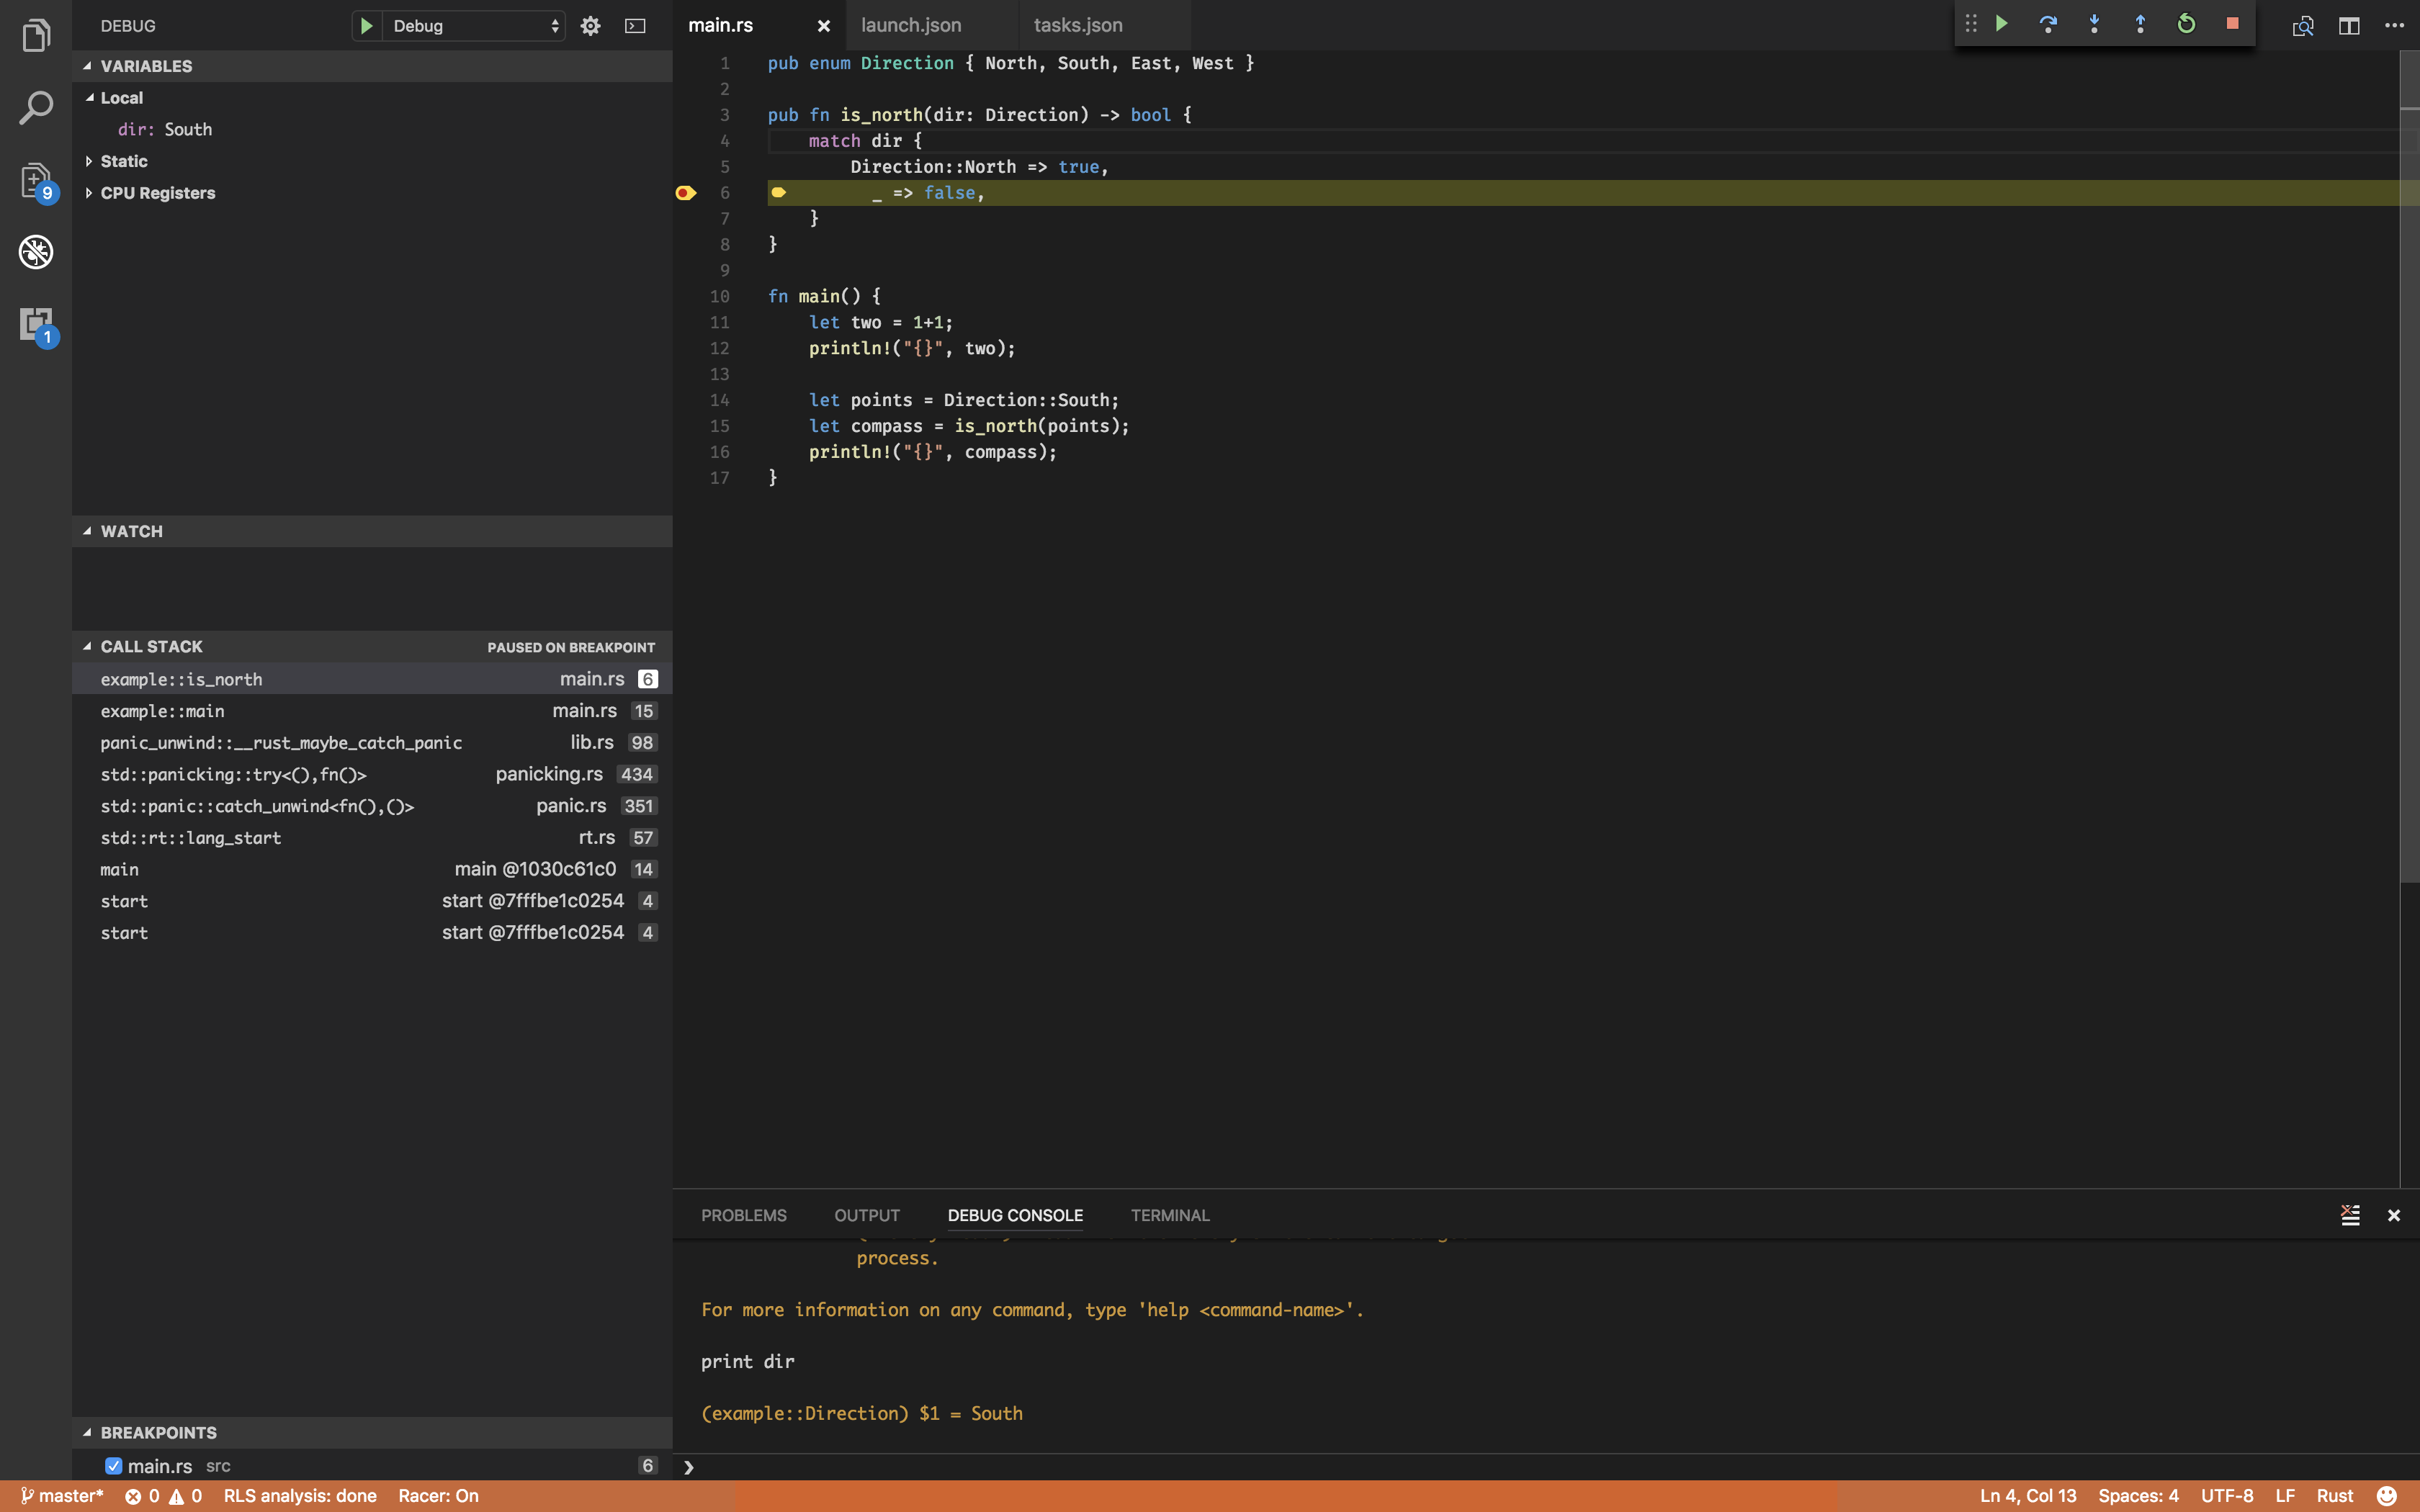 DEBUG
Debug
VARIABLES
Local
dir: South
Static
CPU Registers
9
1
WATCH
CALL STACK PAUSED ON BREAKPOINT
example::is_north main.rs 6
example::main main.rs 15
panic_unwind::__rust_maybe_catch_panic lib.rs 98
std::panicking::try<(),fn()> panicking.rs 434
std::panic::catch_unwind<fn(),()> panic.rs 351
std::rt::lang_start rt.rs 57
main main @1030c61c0 14
start start @7fffbe1c0254 4
start start @7fffbe1c0254 4
BREAKPOINTS
main.rs src 6
main.rs launch.json tasks.json
1 pub enum Direction { North, South, East, West }
2
3 pub fn is_north(dir: Direction) -> bool {
4 match dir {
5 Direction::North => true,
6 _ => false,
7 }
8 }
9
10 fn main() {
11 let two = 1+1;
12 println!("{}", two);
13
14 let points = Direction::South;
15 let compass = is_north(points);
16 println!("{}", compass);
17 }
PROBLEMS OUTPUT DEBUG CONSOLE TERMINAL
process.
For more information on any command, type 'help <command-name>'.
print dir
(example::Direction) $1 = South
❯
master* 0 0 RLS analysis: done Racer: On Ln 4, Col 13 Spaces: 4 UTF-8 LF Rust